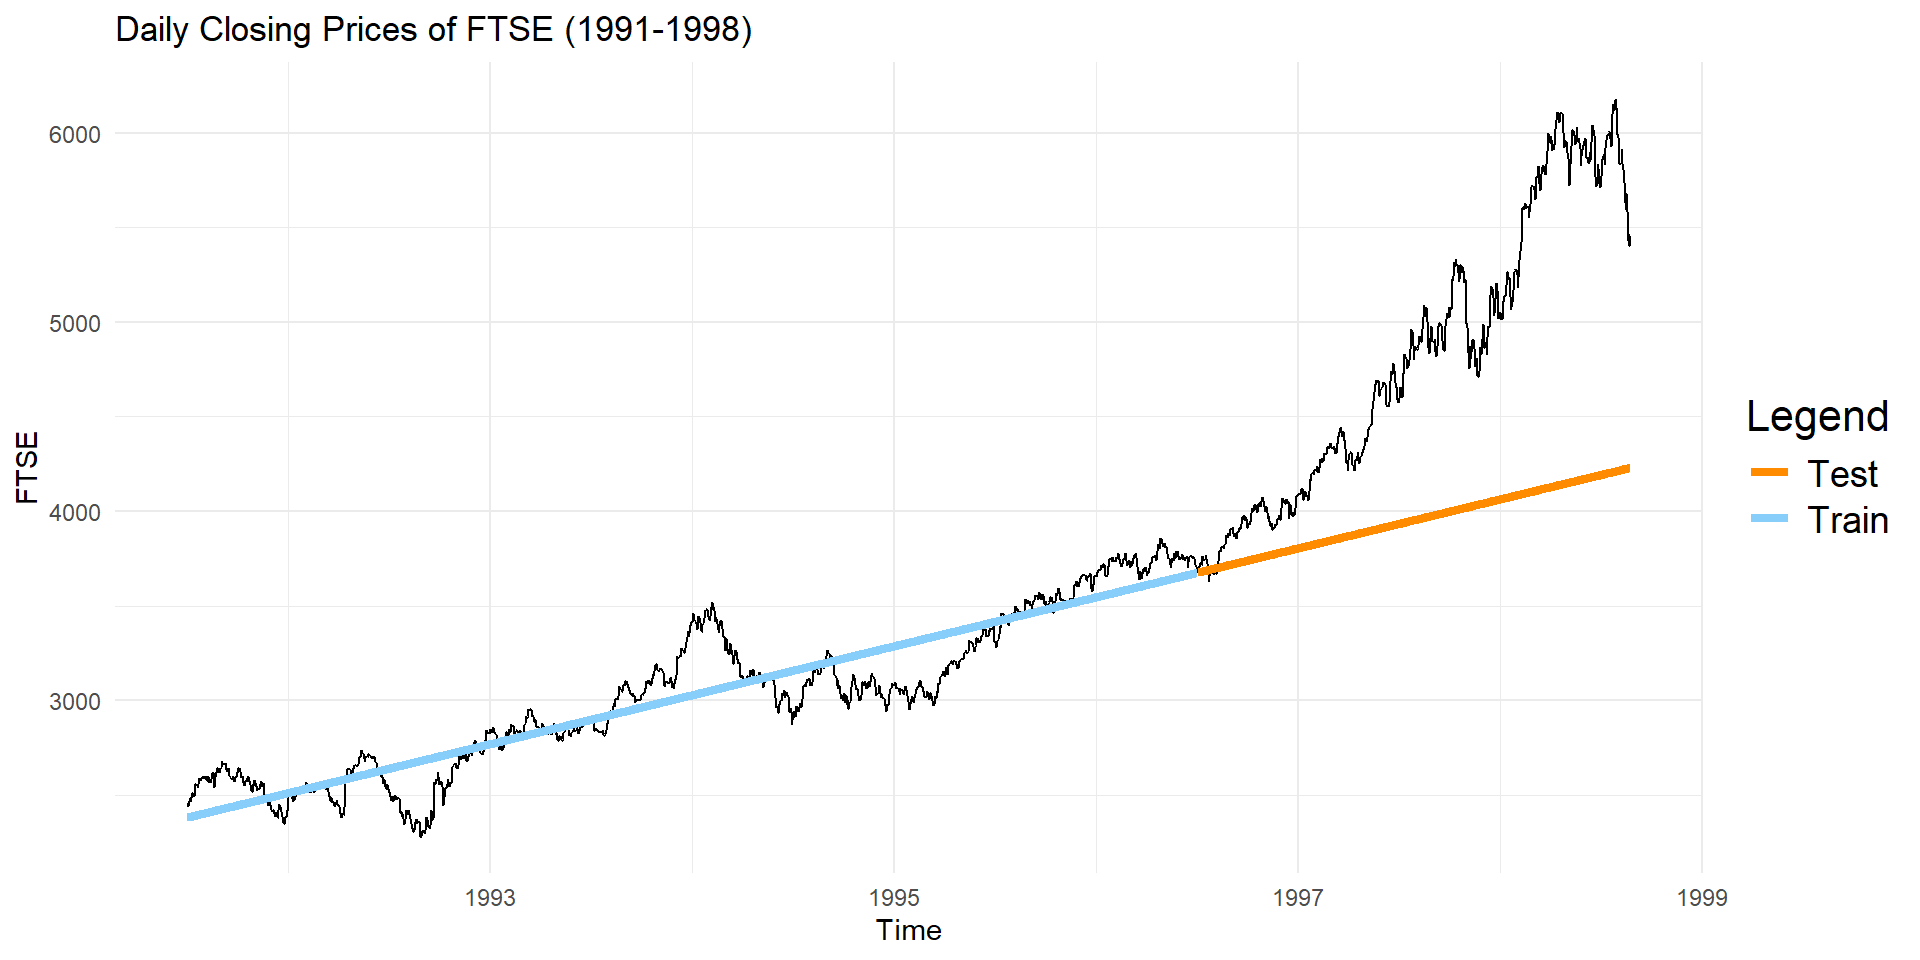 Daily Closing Prices of FTSE (1991-1998)
6000
5000
4000
3000
FTSE
1993
1995
1997
1999
Time
Legend
Test
Train